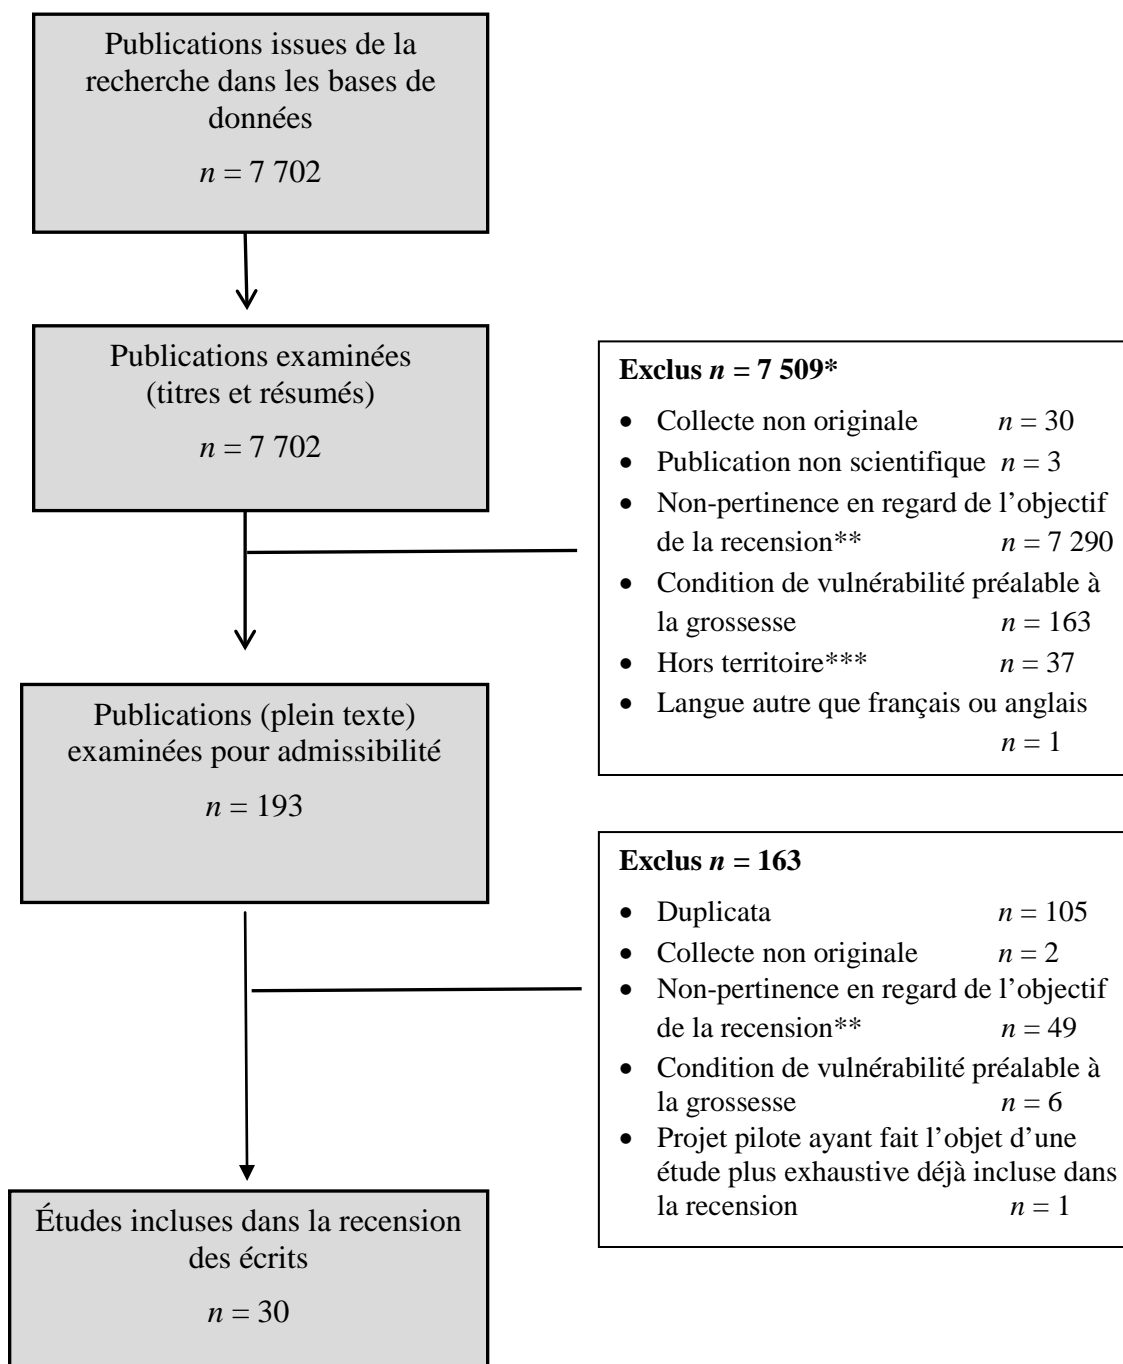 Publications issues de la
recherche dans les bases de
données
n = 7 702
Publications examinées
(titres et résumés)
n = 7 702
Exclus n = 7 509*
• Collecte non originale n = 30
• Publication non scientifique n = 3
• Non-pertinence en regard de l’objectif
de la recension** n = 7 290
• Condition de vulnérabilité préalable à
la grossesse n = 163
• Hors territoire*** n = 37
• Langue autre que français ou anglais
n = 1
Publications (plein texte)
examinées pour admissibilité
n = 193
Exclus n = 163
• Duplicata n = 105
• Collecte non originale n = 2
• Non-pertinence en regard de l’objectif
de la recension** n = 49
• Condition de vulnérabilité préalable à
la grossesse n = 6
• Projet pilote ayant fait l’objet d’une
étude plus exhaustive déjà incluse dans
la recension n = 1
Études incluses dans la recension
des écrits
n = 30